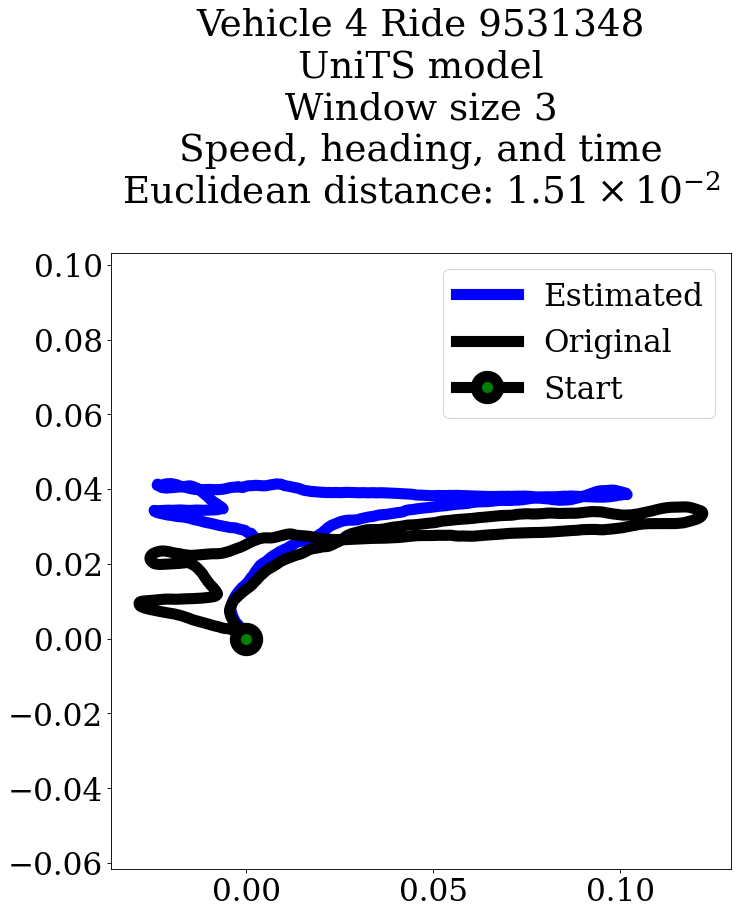 Vehicle 4 Ride 9531348
UniTS model
Window size 3
Speed, heading, and time
Euclidean distance: 1.51 × 10⁻²
0.10
0.08
0.06
0.04
0.02
0.00
−0.02
−0.04
−0.06
Estimated
Original
Start
0.00 0.05 0.10